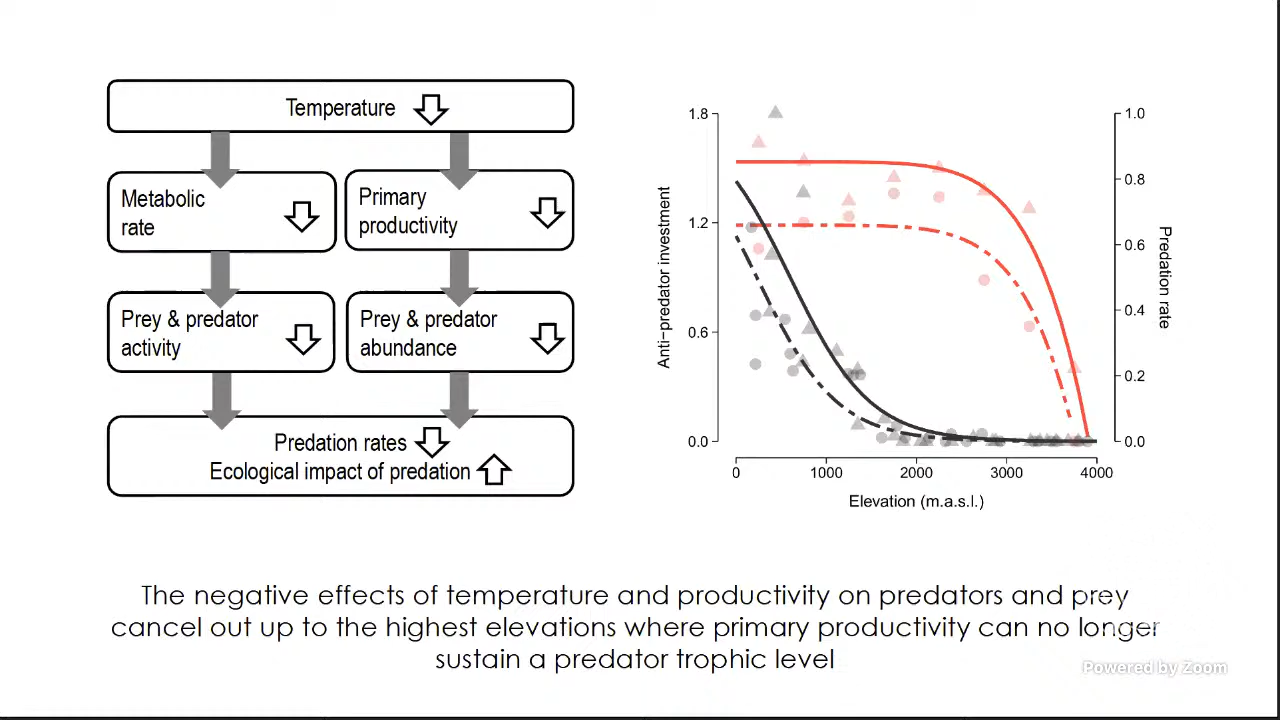 Temperature
Metabolic
rate
Primary
productivity
Prey & predator
activity
Prey & predator
abundance
Predation rates
Ecological impact of predation
1.8
1.2
0.6
0.0
Anti-predator investment
1.0
0.8
0.6
0.4
0.2
0.0
Predation rate
0 1000 2000 3000 4000
Elevation (m.a.s.l.)
The negative effects of temperature and productivity on predators and prey
cancel out up to the highest elevations where primary productivity can no longer
sustain a predator trophic level
Powered by Zoom